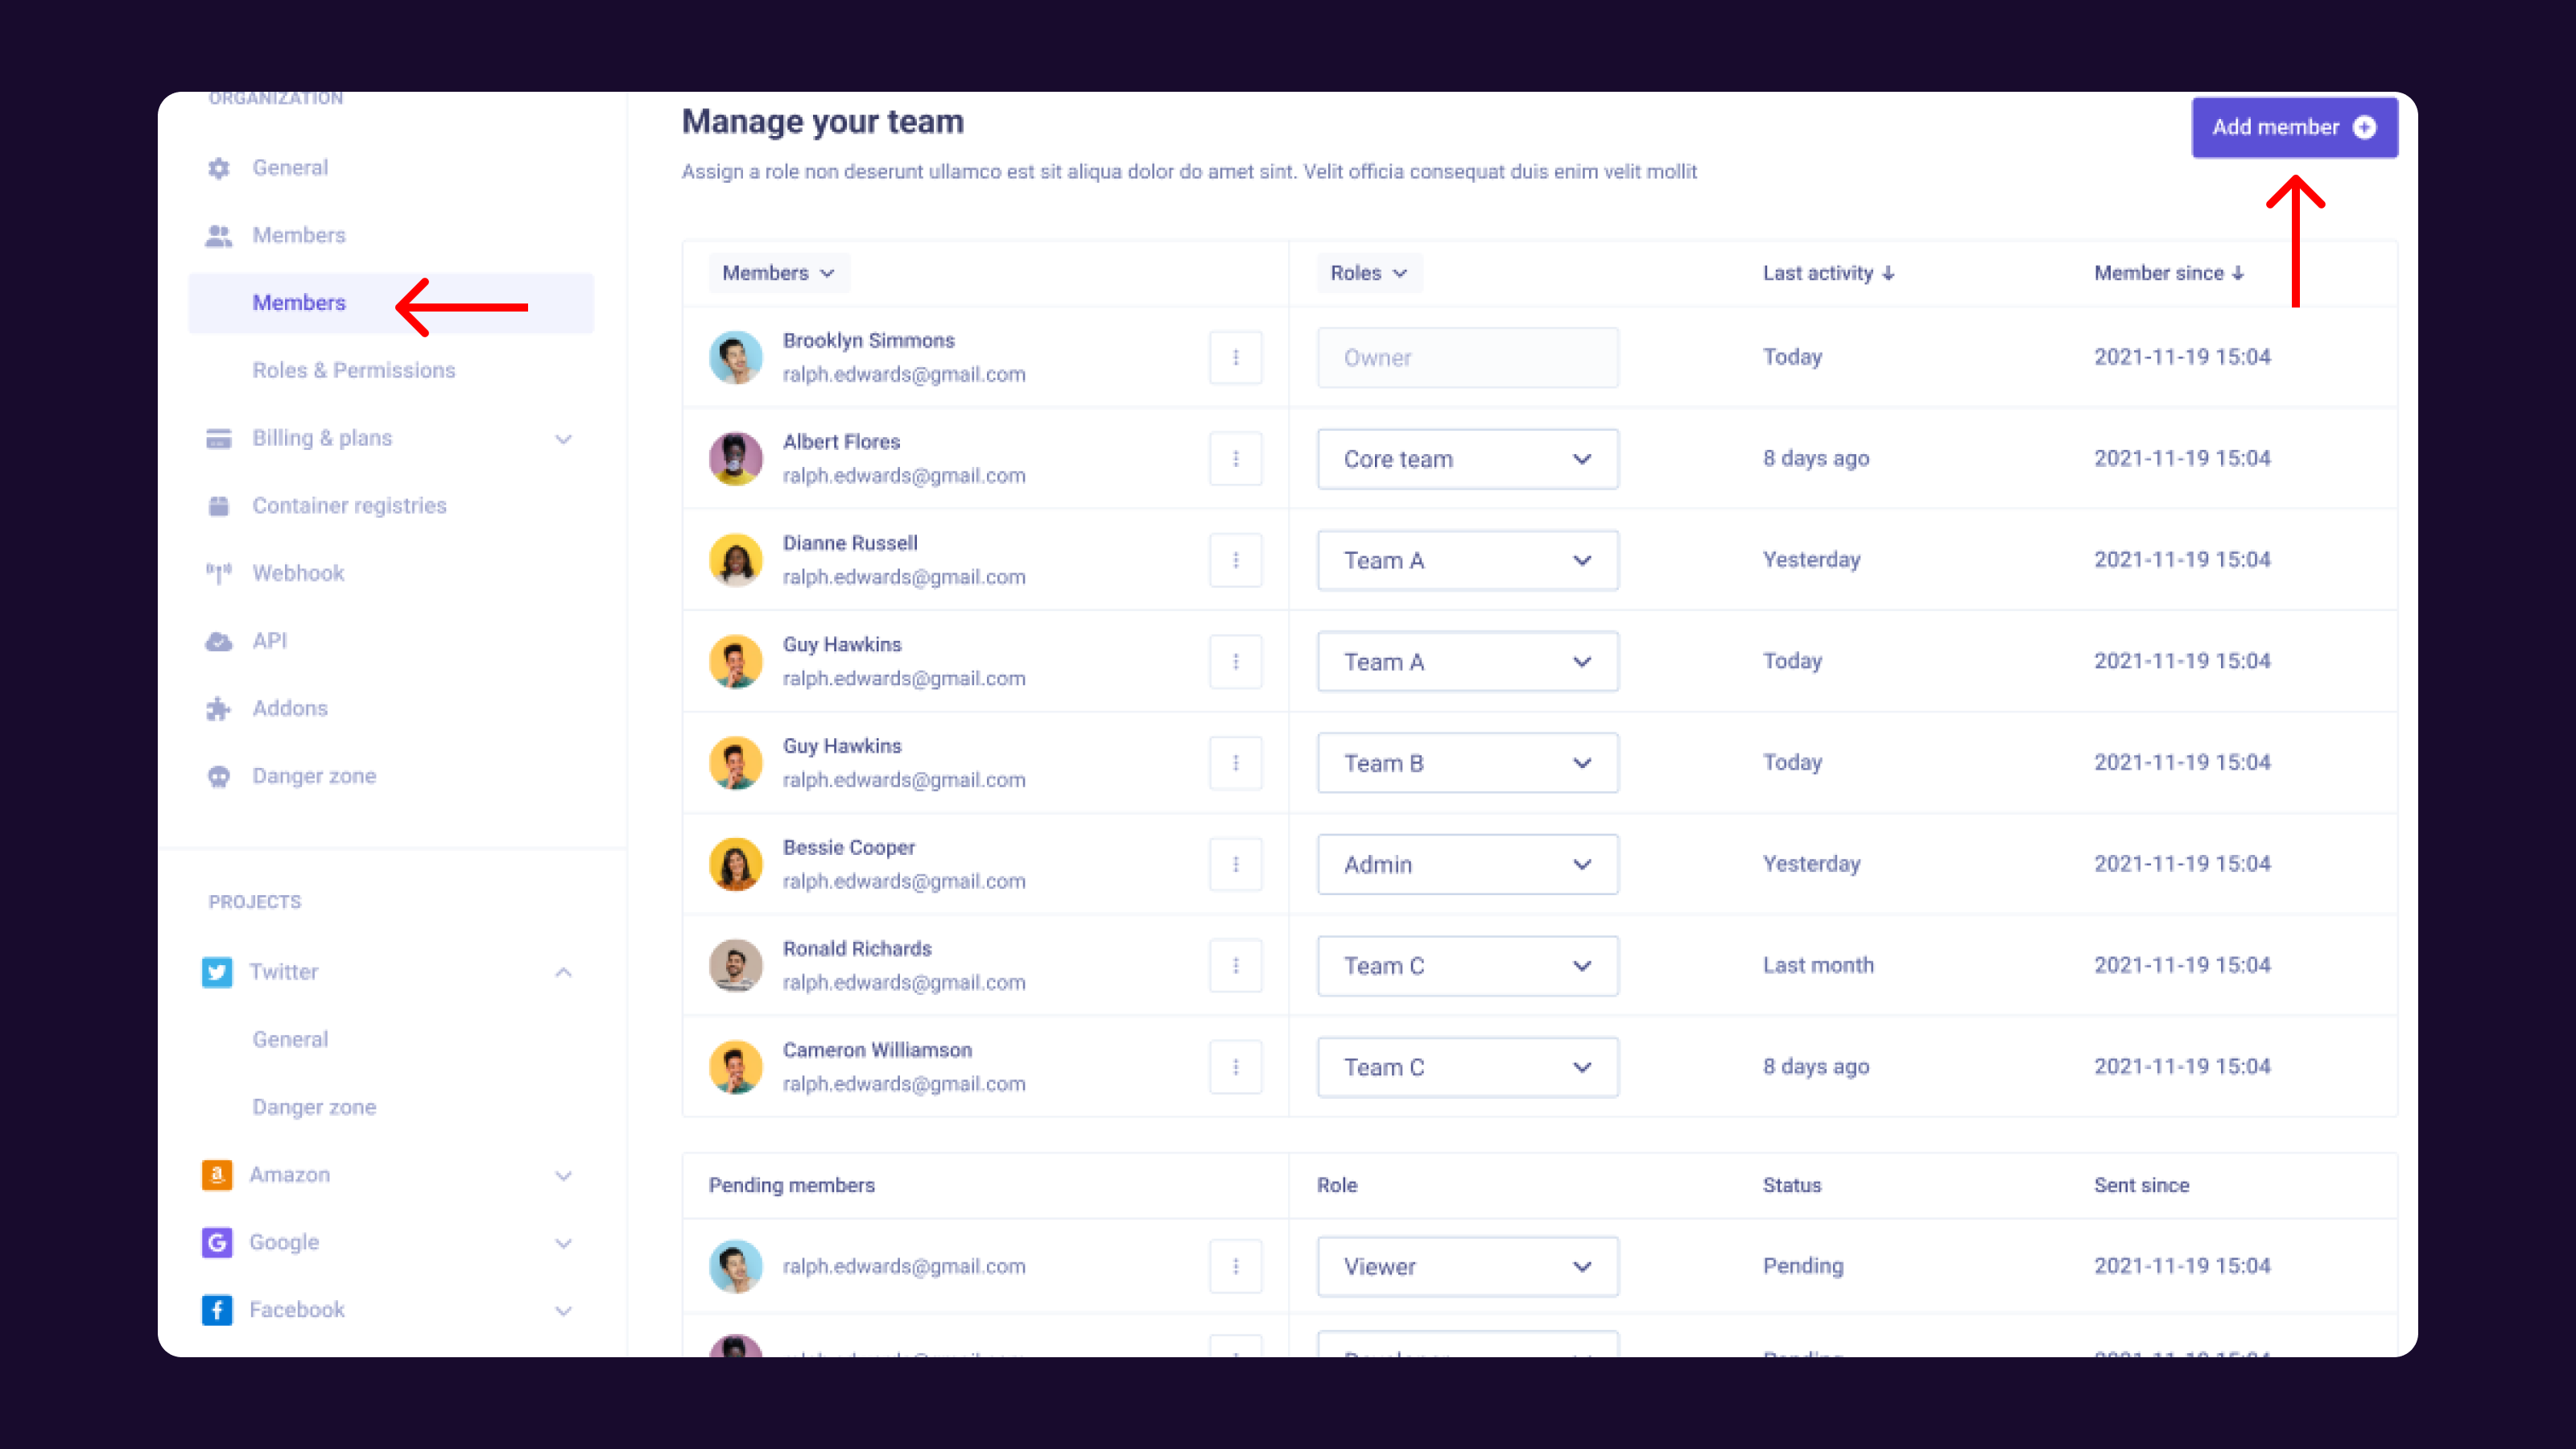 ORGANIZATION
General
Members
Members
Roles & Permissions
Billing & plans
Container registries
Webhook
API
Addons
Danger zone
PROJECTS
Twitter
General
Danger zone
a Amazon
G Google
f Facebook
Manage your team
Add member
Assign a role non deserunt ullamco est sit aliqua dolor do amet sint. Velit officia consequat duis enim velit mollit
Members Roles Last activity Member since
Brooklyn Simmons
ralph.edwards@gmail.com Owner Today 2021-11-19 15:04
Albert Flores
ralph.edwards@gmail.com Core team 8 days ago 2021-11-19 15:04
Dianne Russell
ralph.edwards@gmail.com Team A Yesterday 2021-11-19 15:04
Guy Hawkins
ralph.edwards@gmail.com Team A Today 2021-11-19 15:04
Guy Hawkins
ralph.edwards@gmail.com Team B Today 2021-11-19 15:04
Bessie Cooper
ralph.edwards@gmail.com Admin Yesterday 2021-11-19 15:04
Ronald Richards
ralph.edwards@gmail.com Team C Last month 2021-11-19 15:04
Cameron Williamson
ralph.edwards@gmail.com Team C 8 days ago 2021-11-19 15:04
Pending members Role Status Sent since
ralph.edwards@gmail.com Viewer Pending 2021-11-19 15:04